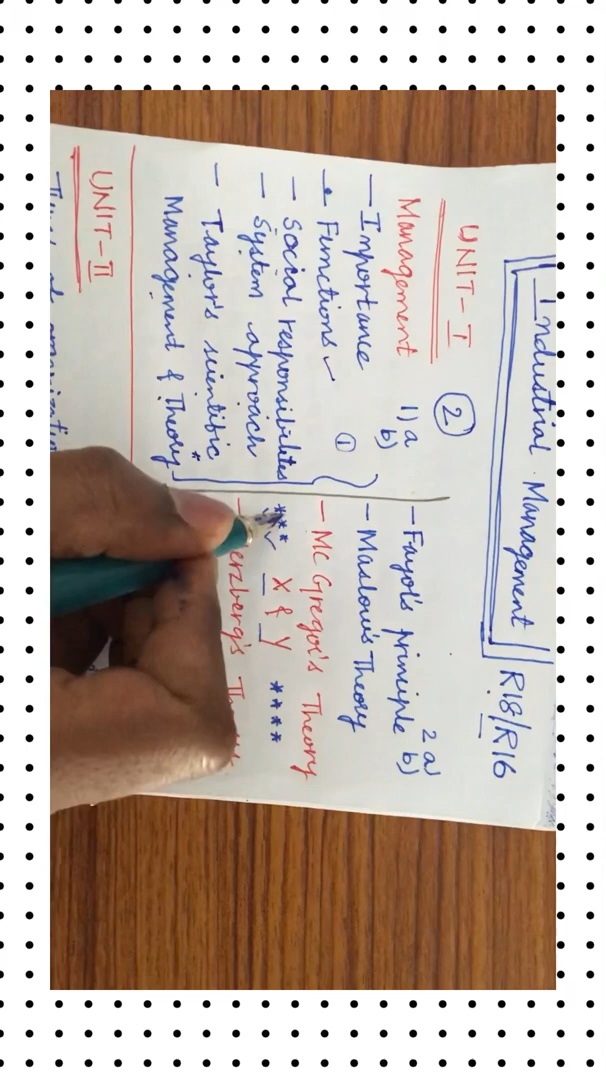 Industrial Management R18/R16
UNIT-I ②
Management 1) a
b)
- Importance
- Functions ✓ ①
- Social responsibilites
- System approach
- Taylor's scientific *
Management & Theory
- Fayol's principle 2 a)
b)
- Maslow's Theory
- MC Gregor's Theory
*** ✓ X & Y ****
UNIT-II